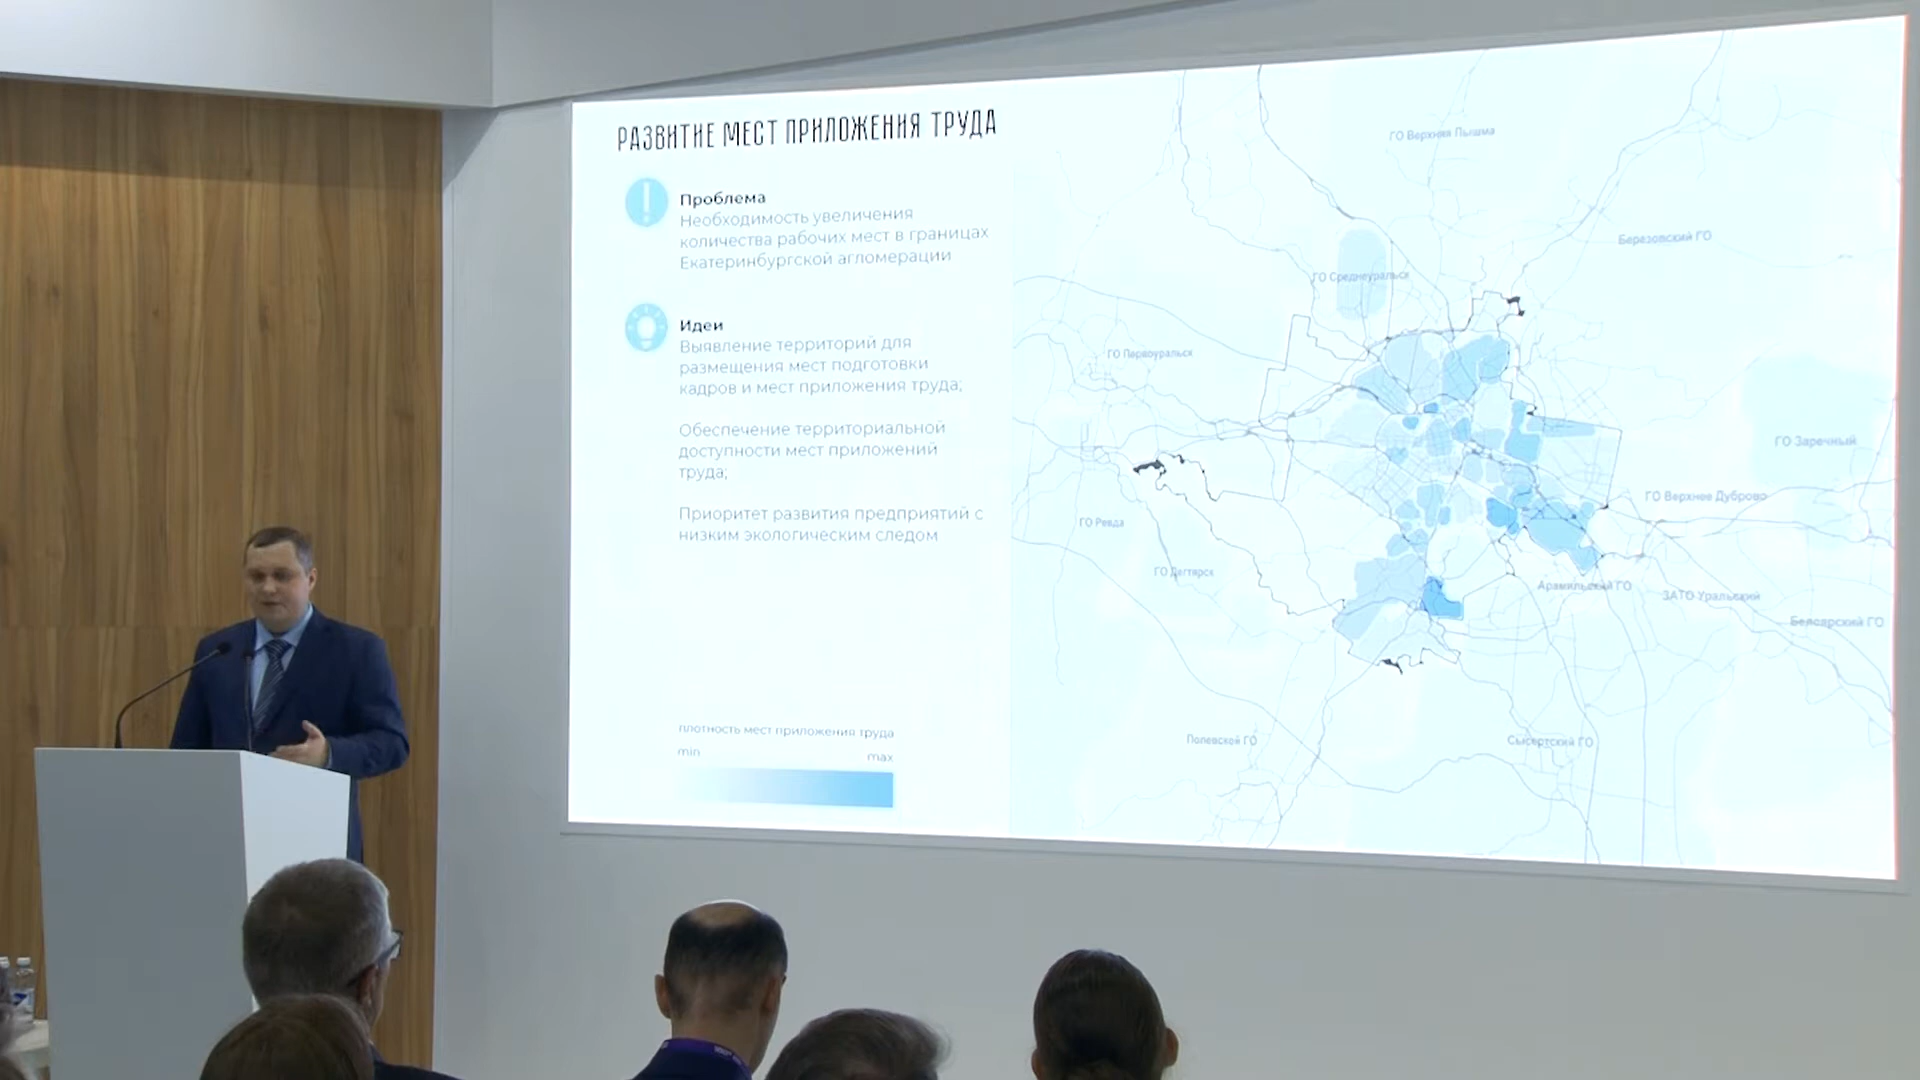 РАЗВИТИЕ МЕСТ ПРИЛОЖЕНИЯ ТРУДА
Проблема
Необходимость увеличения
количества рабочих мест в границах
Екатеринбургской агломерации
Идеи
Выявление территорий для
размещения мест подготовки
кадров и мест приложения труда;
Обеспечение территориальной
доступности мест приложений
труда;
Приоритет развития предприятий с
низким экологическим следом
плотность мест приложения труда
min max
ГО Верхняя Пышма
Березовский ГО
ГО Среднеуральск
ГО Первоуральск
ГО Заречный
ГО Верхнее Дуброво
ГО Ревда
ГО Дегтярск
Арамильский ГО
ЗАТО Уральский
Белоярский ГО
Полевской ГО
Сысертский ГО